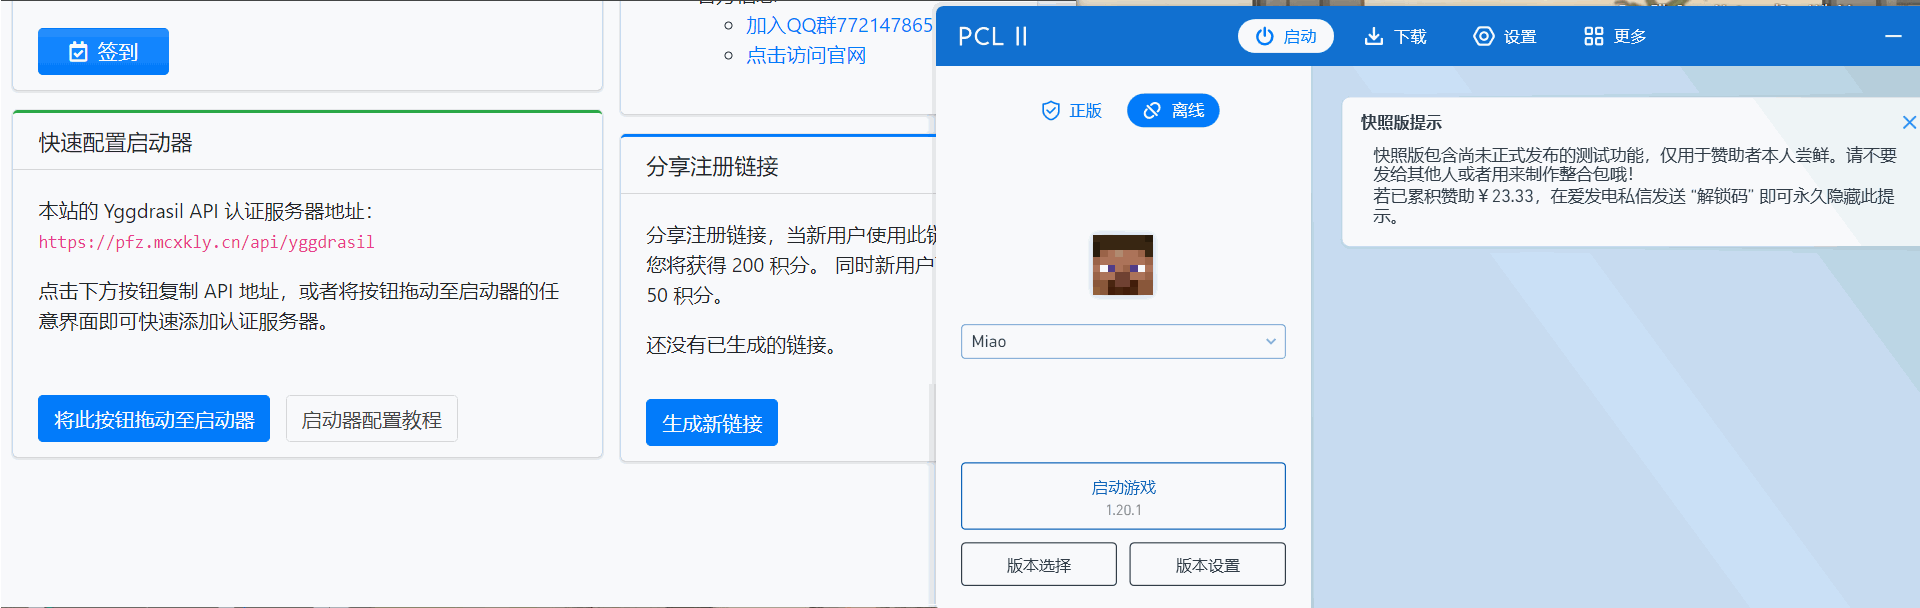 加入QQ群772147865
点击访问官网
签到
快速配置启动器
本站的 Yggdrasil API 认证服务器地址：
https://pfz.mcxkly.cn/api/yggdrasil
点击下方按钮复制 API 地址，或者将按钮拖动至启动器的任
意界面即可快速添加认证服务器。
将此按钮拖动至启动器
启动器配置教程
分享注册链接
分享注册链接，当新用户使用此链
您将获得 200 积分。 同时新用户
50 积分。
还没有已生成的链接。
生成新链接
PCL II
启动
下载
设置
更多
正版
离线
Miao
启动游戏
1.20.1
版本选择
版本设置
快照版提示
快照版包含尚未正式发布的测试功能，仅用于赞助者本人尝鲜。请不要
发给其他人或者用来制作整合包哦！
若已累积赞助￥23.33，在爱发电私信发送 “解锁码” 即可永久隐藏此提
示。